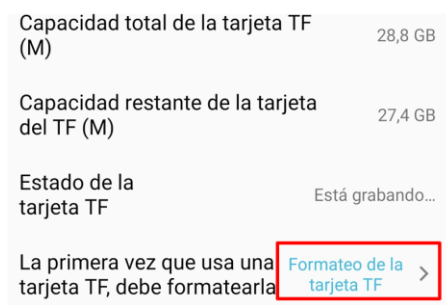 Capacidad total de la tarjeta TF
(M)
28,8 GB
Capacidad restante de la tarjeta
del TF (M)
27,4 GB
Estado de la
tarjeta TF
Está grabando...
La primera vez que usa una
tarjeta TF, debe formatearla
Formateo de la
tarjeta TF